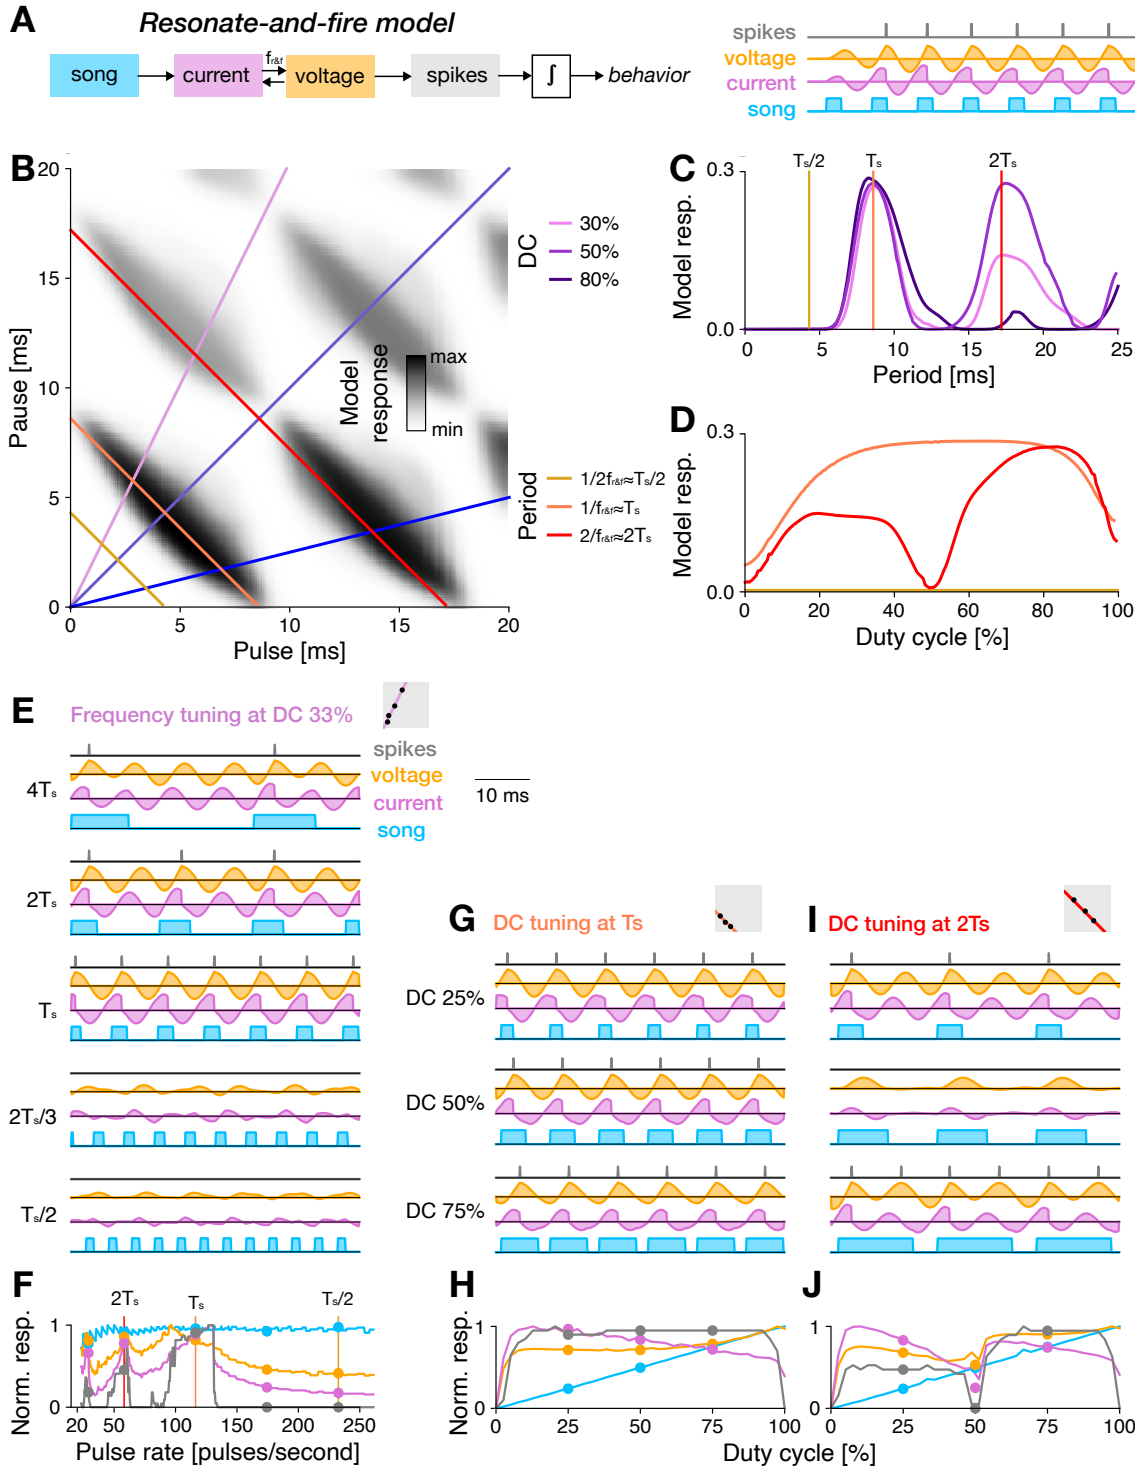 A
Resonate-and-fire model
song
current
fr&f
voltage
spikes
∫
behavior
spikes
voltage
current
song
B
20
15
10
5
0
Pause [ms]
0
5
10
15
20
Pulse [ms]
Model
response
max
min
DC
30%
50%
80%
Period
1/2fr&f≈Ts/2
1/fr&f≈Ts
2/fr&f≈2Ts
C
Ts/2
Ts
2Ts
0.3
0.0
Model resp.
0
5
10
15
20
25
Period [ms]
D
0.3
0.0
Model resp.
0
20
40
60
80
100
Duty cycle [%]
E
Frequency tuning at DC 33%
spikes
voltage
current
song
10 ms
4Ts
2Ts
Ts
2Ts/3
Ts/2
G
DC tuning at Ts
DC 25%
DC 50%
DC 75%
I
DC tuning at 2Ts
F
2Ts
Ts
Ts/2
1
0
Norm. resp.
20
50
100
150
200
250
Pulse rate [pulses/second]
H
1
0
Norm. resp.
0
25
50
75
100
J
1
0
0
25
50
75
100
Duty cycle [%]